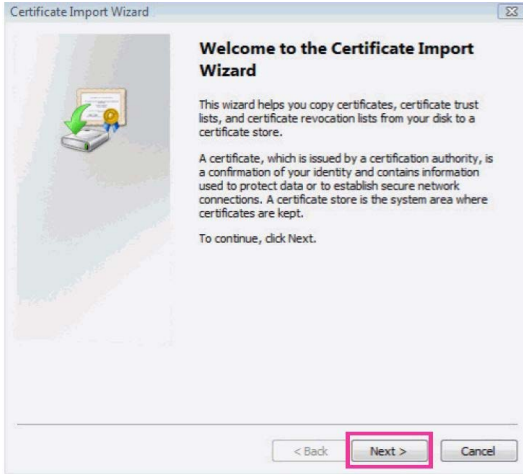 Certificate Import Wizard
Welcome to the Certificate Import
Wizard
This wizard helps you copy certificates, certificate trust
lists, and certificate revocation lists from your disk to a
certificate store.
A certificate, which is issued by a certification authority, is
a confirmation of your identity and contains information
used to protect data or to establish secure network
connections. A certificate store is the system area where
certificates are kept.
To continue, click Next.
< Back Next > Cancel